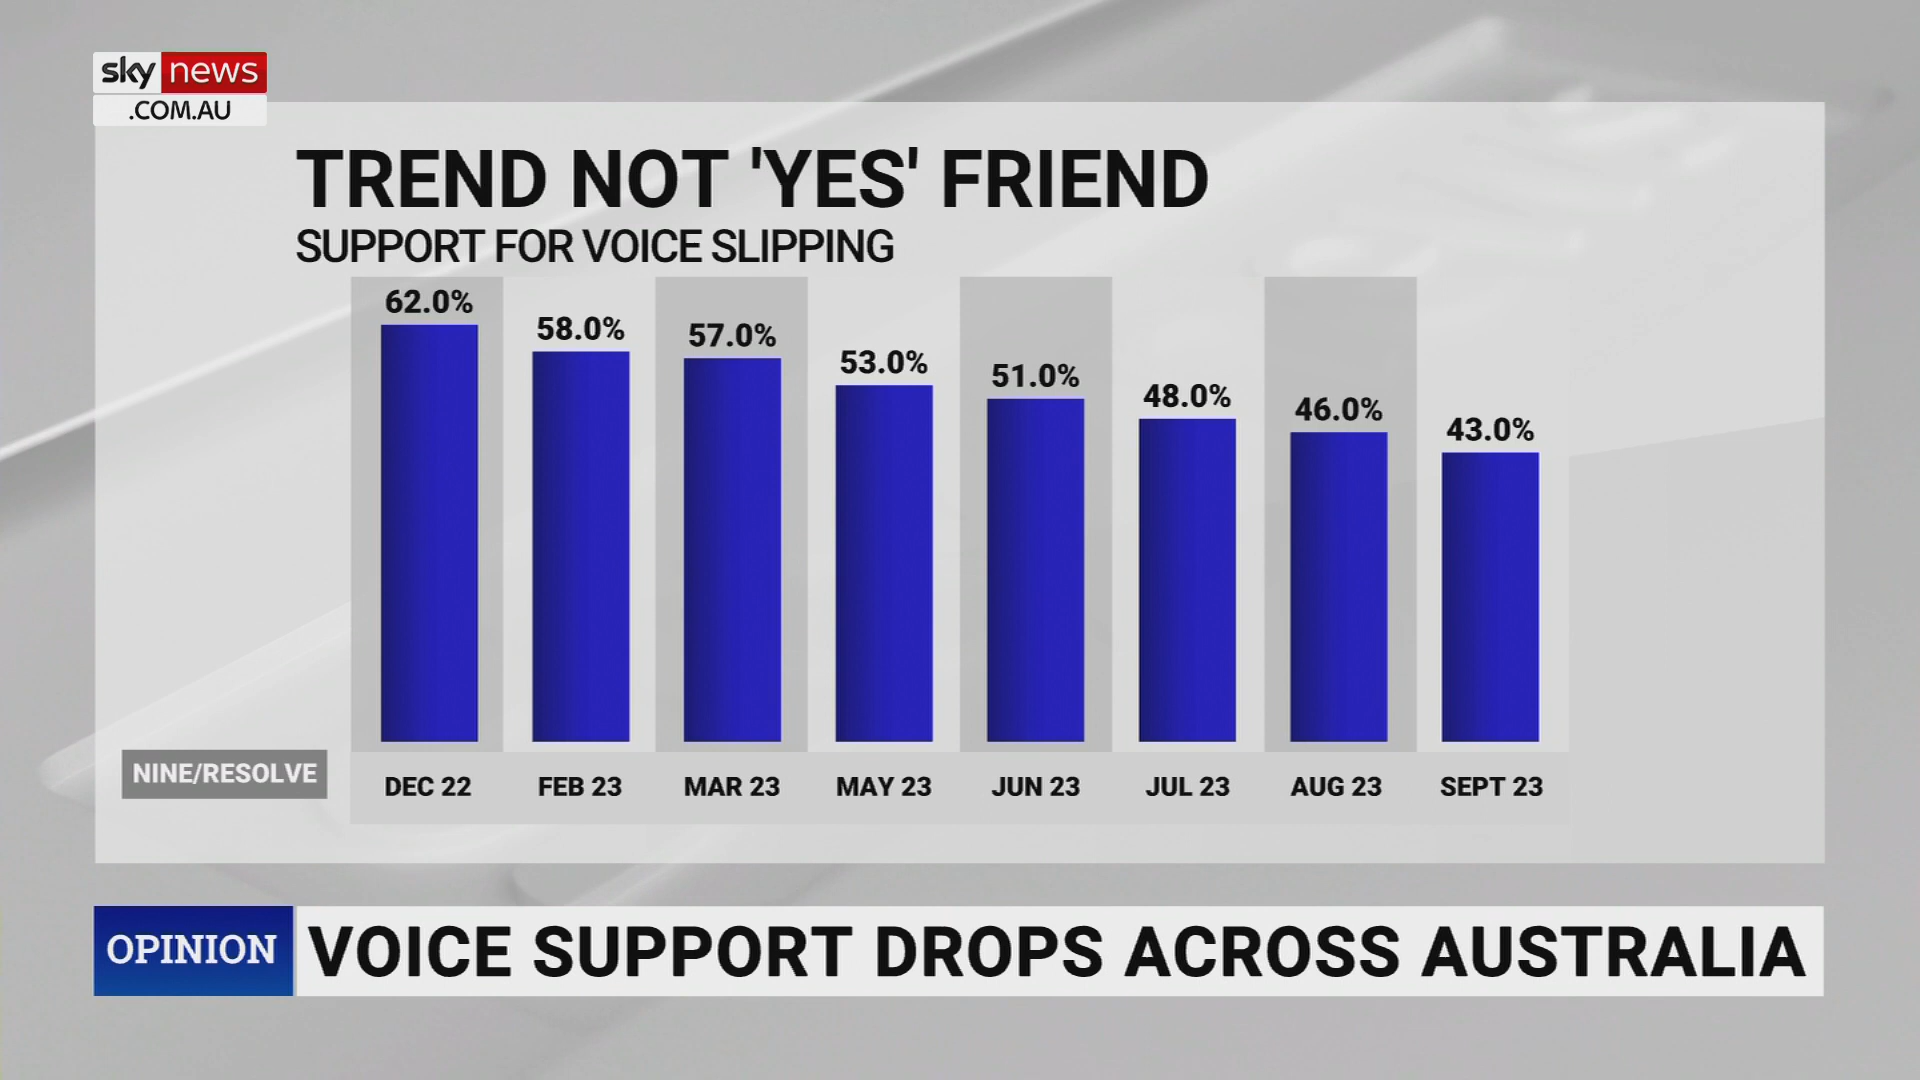 sky news
.COM.AU
TREND NOT 'YES' FRIEND
SUPPORT FOR VOICE SLIPPING
62.0%
58.0%
57.0%
53.0%
51.0%
48.0%
46.0%
43.0%
NINE/RESOLVE
DEC 22
FEB 23
MAR 23
MAY 23
JUN 23
JUL 23
AUG 23
SEPT 23
OPINION
VOICE SUPPORT DROPS ACROSS AUSTRALIA